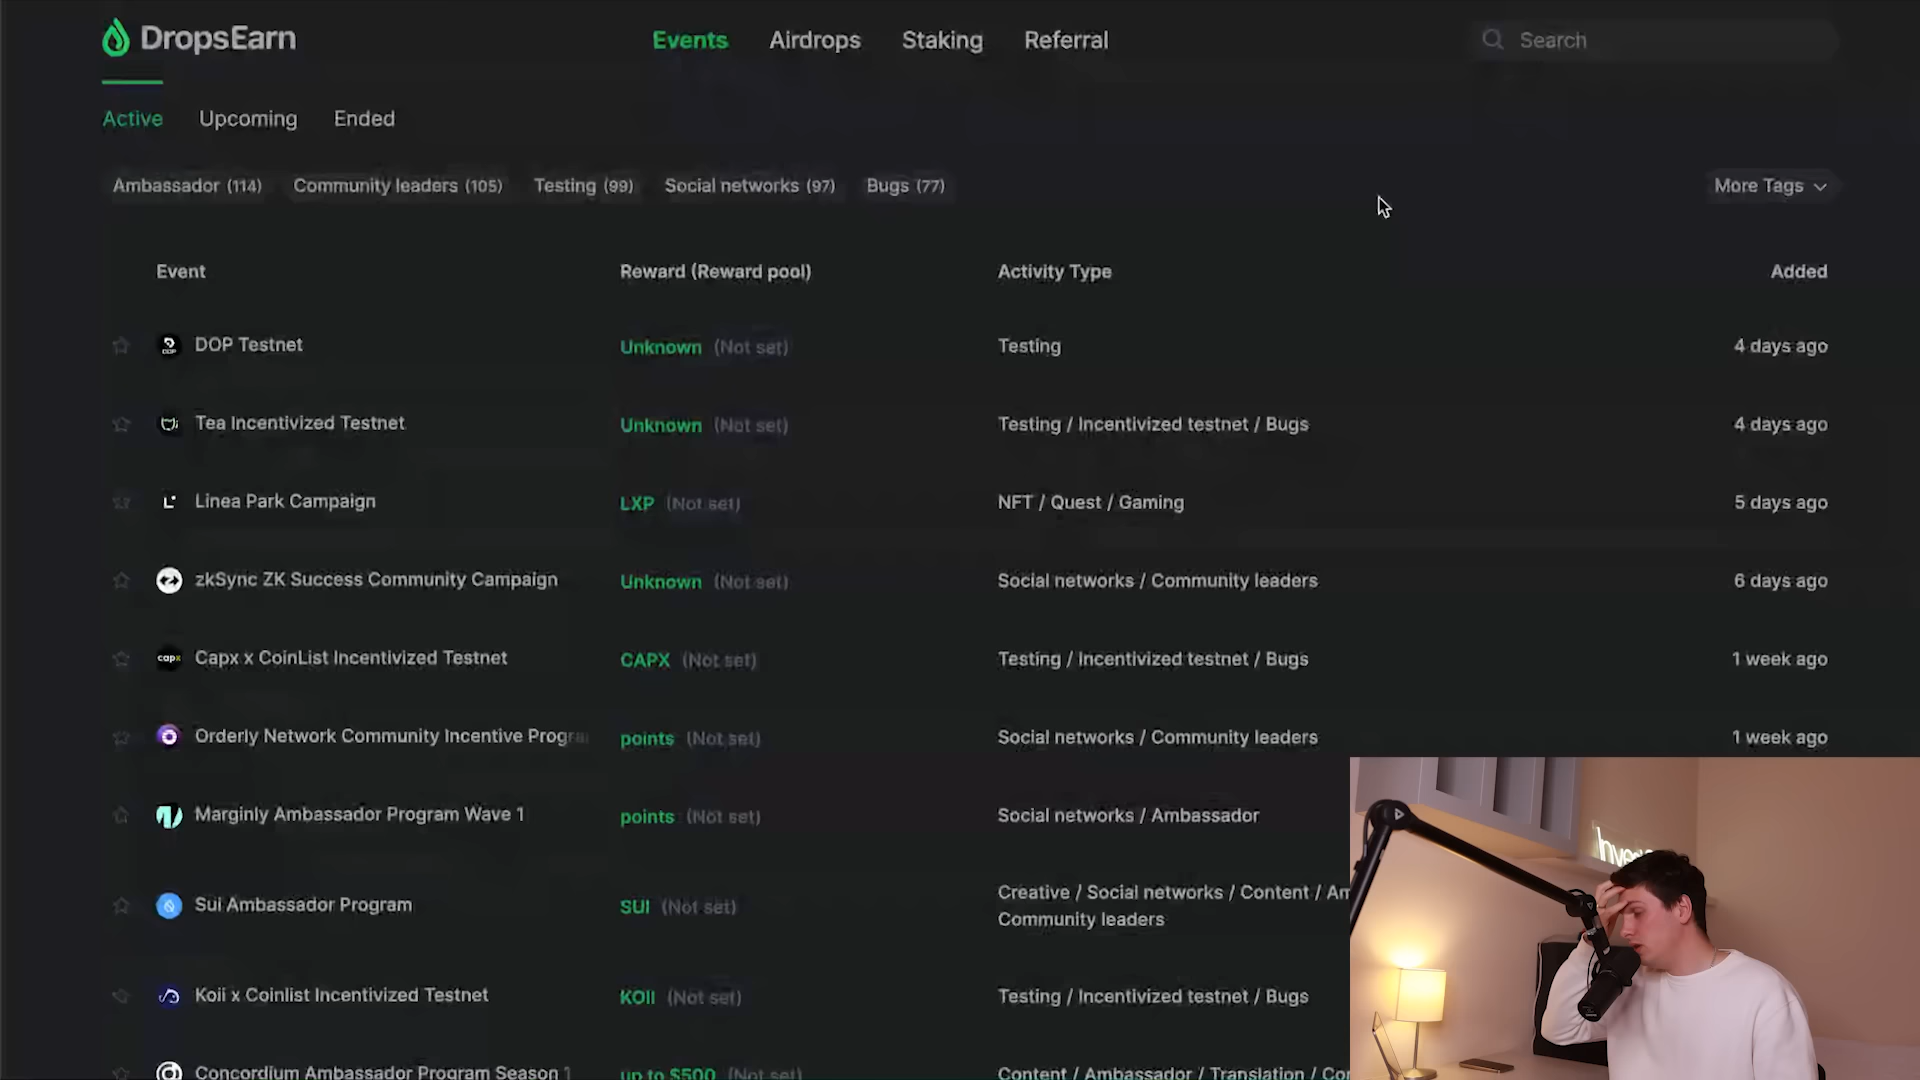 DropsEarn
Events Airdrops Staking Referral
Search
Active Upcoming Ended
Ambassador (114) Community leaders (105) Testing (99) Social networks (97) Bugs (77) More Tags
Event Reward (Reward pool) Activity Type Added
DOP Testnet Unknown (Not set) Testing 4 days ago
Tea Incentivized Testnet Unknown (Not set) Testing / Incentivized testnet / Bugs 4 days ago
Linea Park Campaign LXP (Not set) NFT / Quest / Gaming 5 days ago
zkSync ZK Success Community Campaign Unknown (Not set) Social networks / Community leaders 6 days ago
capx Capx x CoinList Incentivized Testnet CAPX (Not set) Testing / Incentivized testnet / Bugs 1 week ago
Orderly Network Community Incentive Progra points (Not set) Social networks / Community leaders 1 week ago
Marginly Ambassador Program Wave 1 points (Not set) Social networks / Ambassador
Sui Ambassador Program SUI (Not set) Creative / Social networks / Content / Am
Community leaders
Koii x Coinlist Incentivized Testnet KOII (Not set) Testing / Incentivized testnet / Bugs
Concordium Ambassador Program Season 1 up to $500 (Not set) Content / Ambassador / Translation / Co